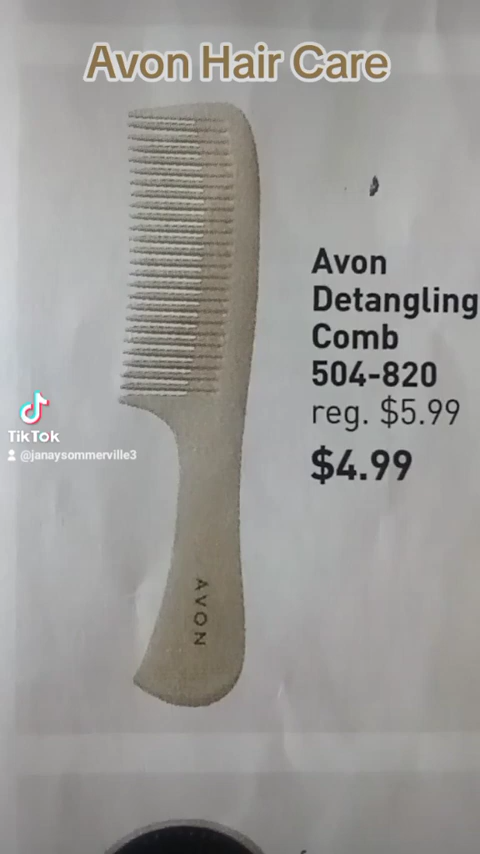 Avon Hair Care
Avon
Detangling
Comb
504-820
reg. $5.99
$4.99
TikTok
@janaysommerville3
AVON